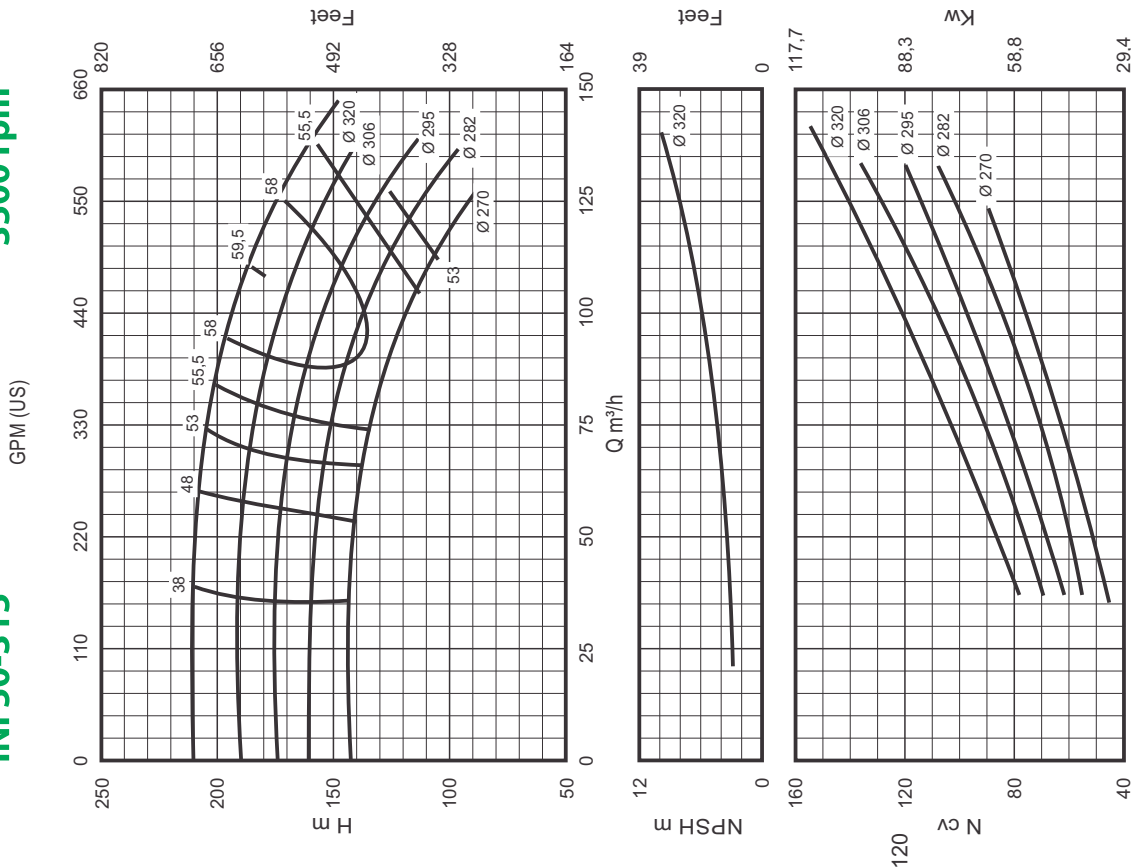 3500 rpm
GPM (US)
0 110 220 330 440 550 660
250 820
200 656
150 492
100 328
50 164
H m
Feet
38
48
53
55,5
58
59,5
58
55,5
Ø 320
Ø 306
Ø 295
Ø 282
Ø 270
53
0 25 50 75 100 125 150
Q m³/h
12 39
NPSH m
Feet
Ø 320
0 0
160 117,7
120 88,3
120
80 58,8
40 29,4
N cv
Kw
Ø 320
Ø 306
Ø 295
Ø 282
Ø 270